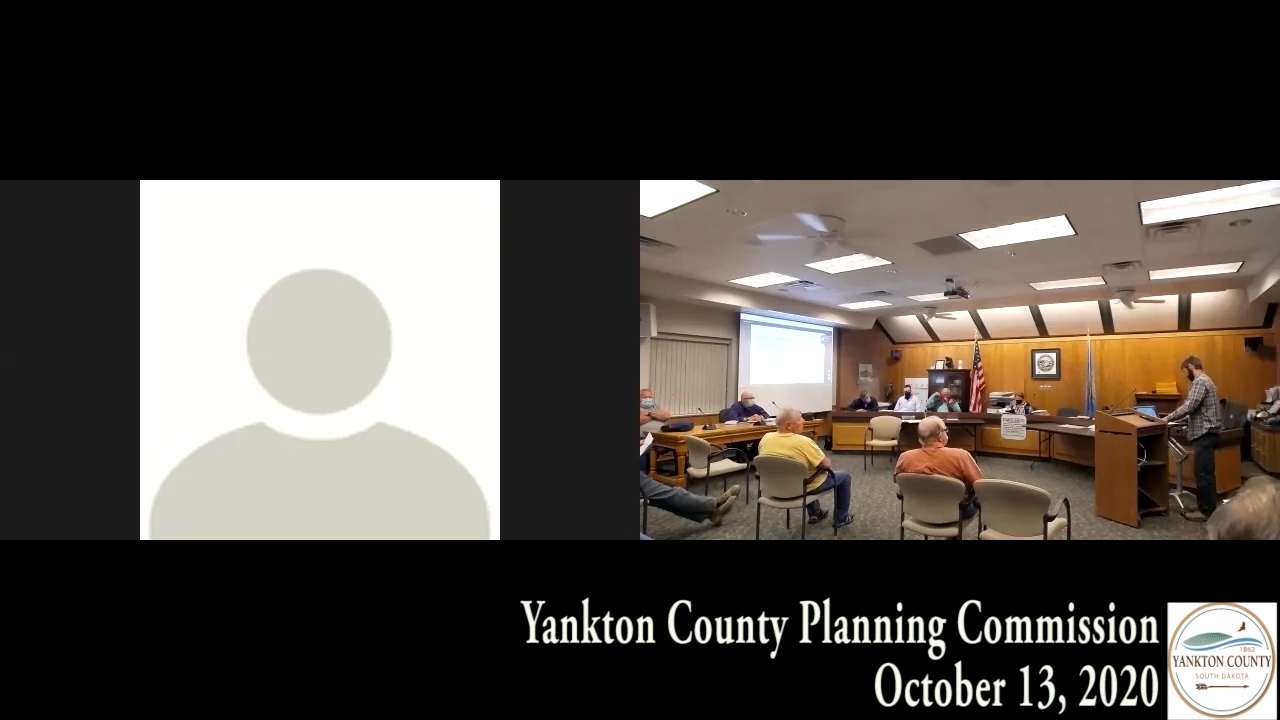 Yankton County Planning Commission
October 13, 2020
1862
YANKTON COUNTY
SOUTH DAKOTA